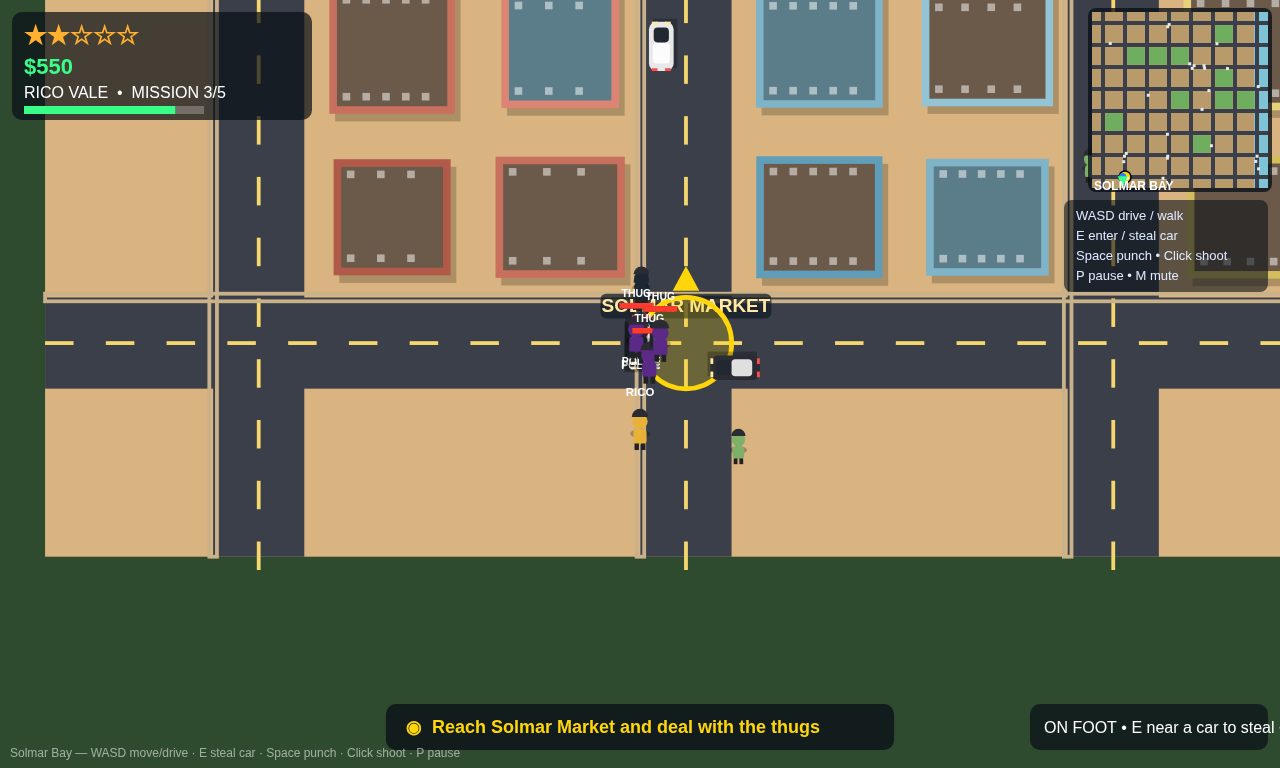 ★★☆☆☆
$550
RICO VALE • MISSION 3/5
SOLMAR BAY
WASD drive / walk
E enter / steal car
Space punch • Click shoot
P pause • M mute
THUG
THUG
MARKET
THUG
RICO
◉ Reach Solmar Market and deal with the thugs
ON FOOT • E near a car to steal
Solmar Bay — WASD move/drive · E steal car · Space punch · Click shoot · P pause